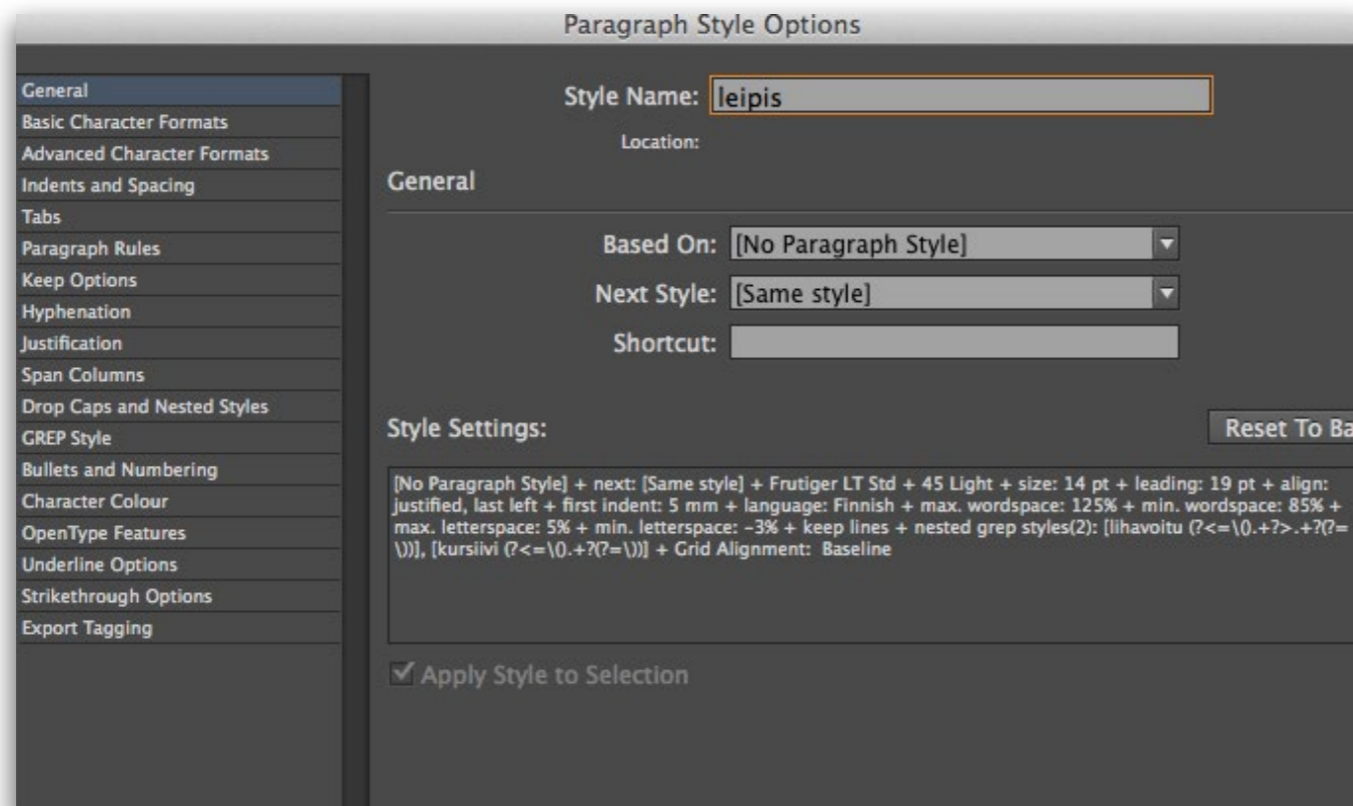 Paragraph Style Options
General
Basic Character Formats
Advanced Character Formats
Indents and Spacing
Tabs
Paragraph Rules
Keep Options
Hyphenation
Justification
Span Columns
Drop Caps and Nested Styles
GREP Style
Bullets and Numbering
Character Colour
OpenType Features
Underline Options
Strikethrough Options
Export Tagging
Style Name: leipis
Location:
General
Based On: [No Paragraph Style]
Next Style: [Same style]
Shortcut:
Style Settings:
Reset To Ba
[No Paragraph Style] + next: [Same style] + Frutiger LT Std + 45 Light + size: 14 pt + leading: 19 pt + align:
justified, last left + first indent: 5 mm + language: Finnish + max. wordspace: 125% + min. wordspace: 85% +
max. letterspace: 5% + min. letterspace: -3% + keep lines + nested grep styles(2): [lihavoitu (?<=\().+?>.+?(?=
\))], [kursiivi (?<=\().+?(?=\))] + Grid Alignment: Baseline
Apply Style to Selection